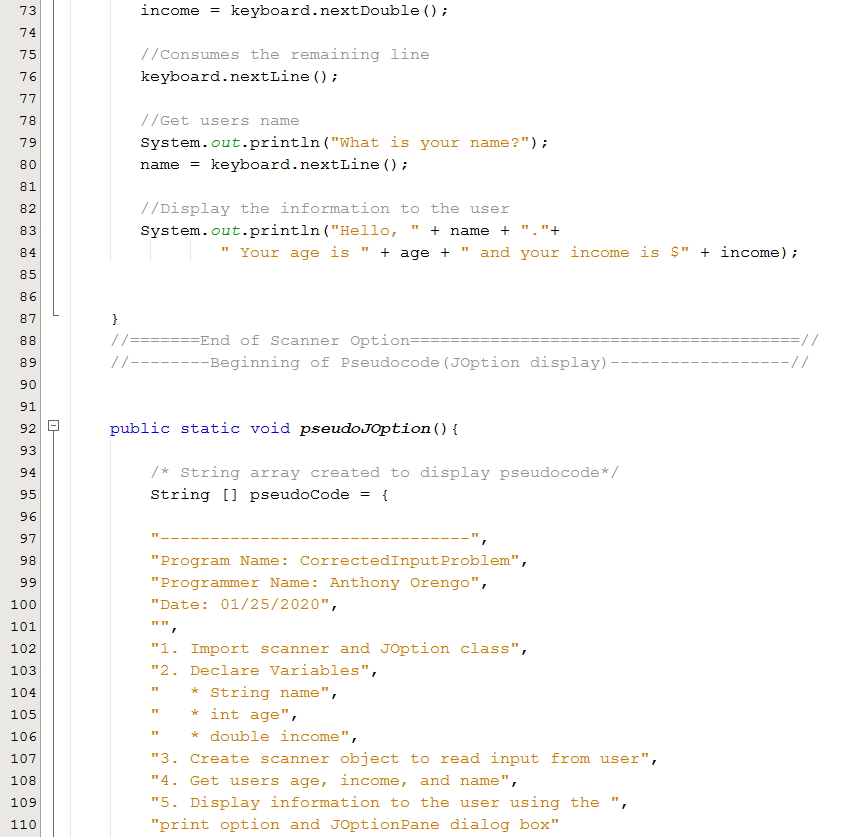 73 income = keyboard.nextDouble();
74
75 //Consumes the remaining line
76 keyboard.nextLine();
77
78 //Get users name
79 System.out.println("What is your name?");
80 name = keyboard.nextLine();
81
82 //Display the information to the user
83 System.out.println("Hello, " + name + "."+
84 " Your age is " + age + " and your income is $" + income);
85
86
87 }
88 //=======End of Scanner Option=======================================//
89 //--------Beginning of Pseudocode(JOption display)------------------//
90
91
92 public static void pseudoJOption(){
93
94 /* String array created to display pseudocode*/
95 String [] pseudoCode = {
96
97 "-------------------------------",
98 "Program Name: CorrectedInputProblem",
99 "Programmer Name: Anthony Orengo",
100 "Date: 01/25/2020",
101 "",
102 "1. Import scanner and JOption class",
103 "2. Declare Variables",
104 "   * String name",
105 "   * int age",
106 "   * double income",
107 "3. Create scanner object to read input from user",
108 "4. Get users age, income, and name",
109 "5. Display information to the user using the ",
110 "print option and JOptionPane dialog box"